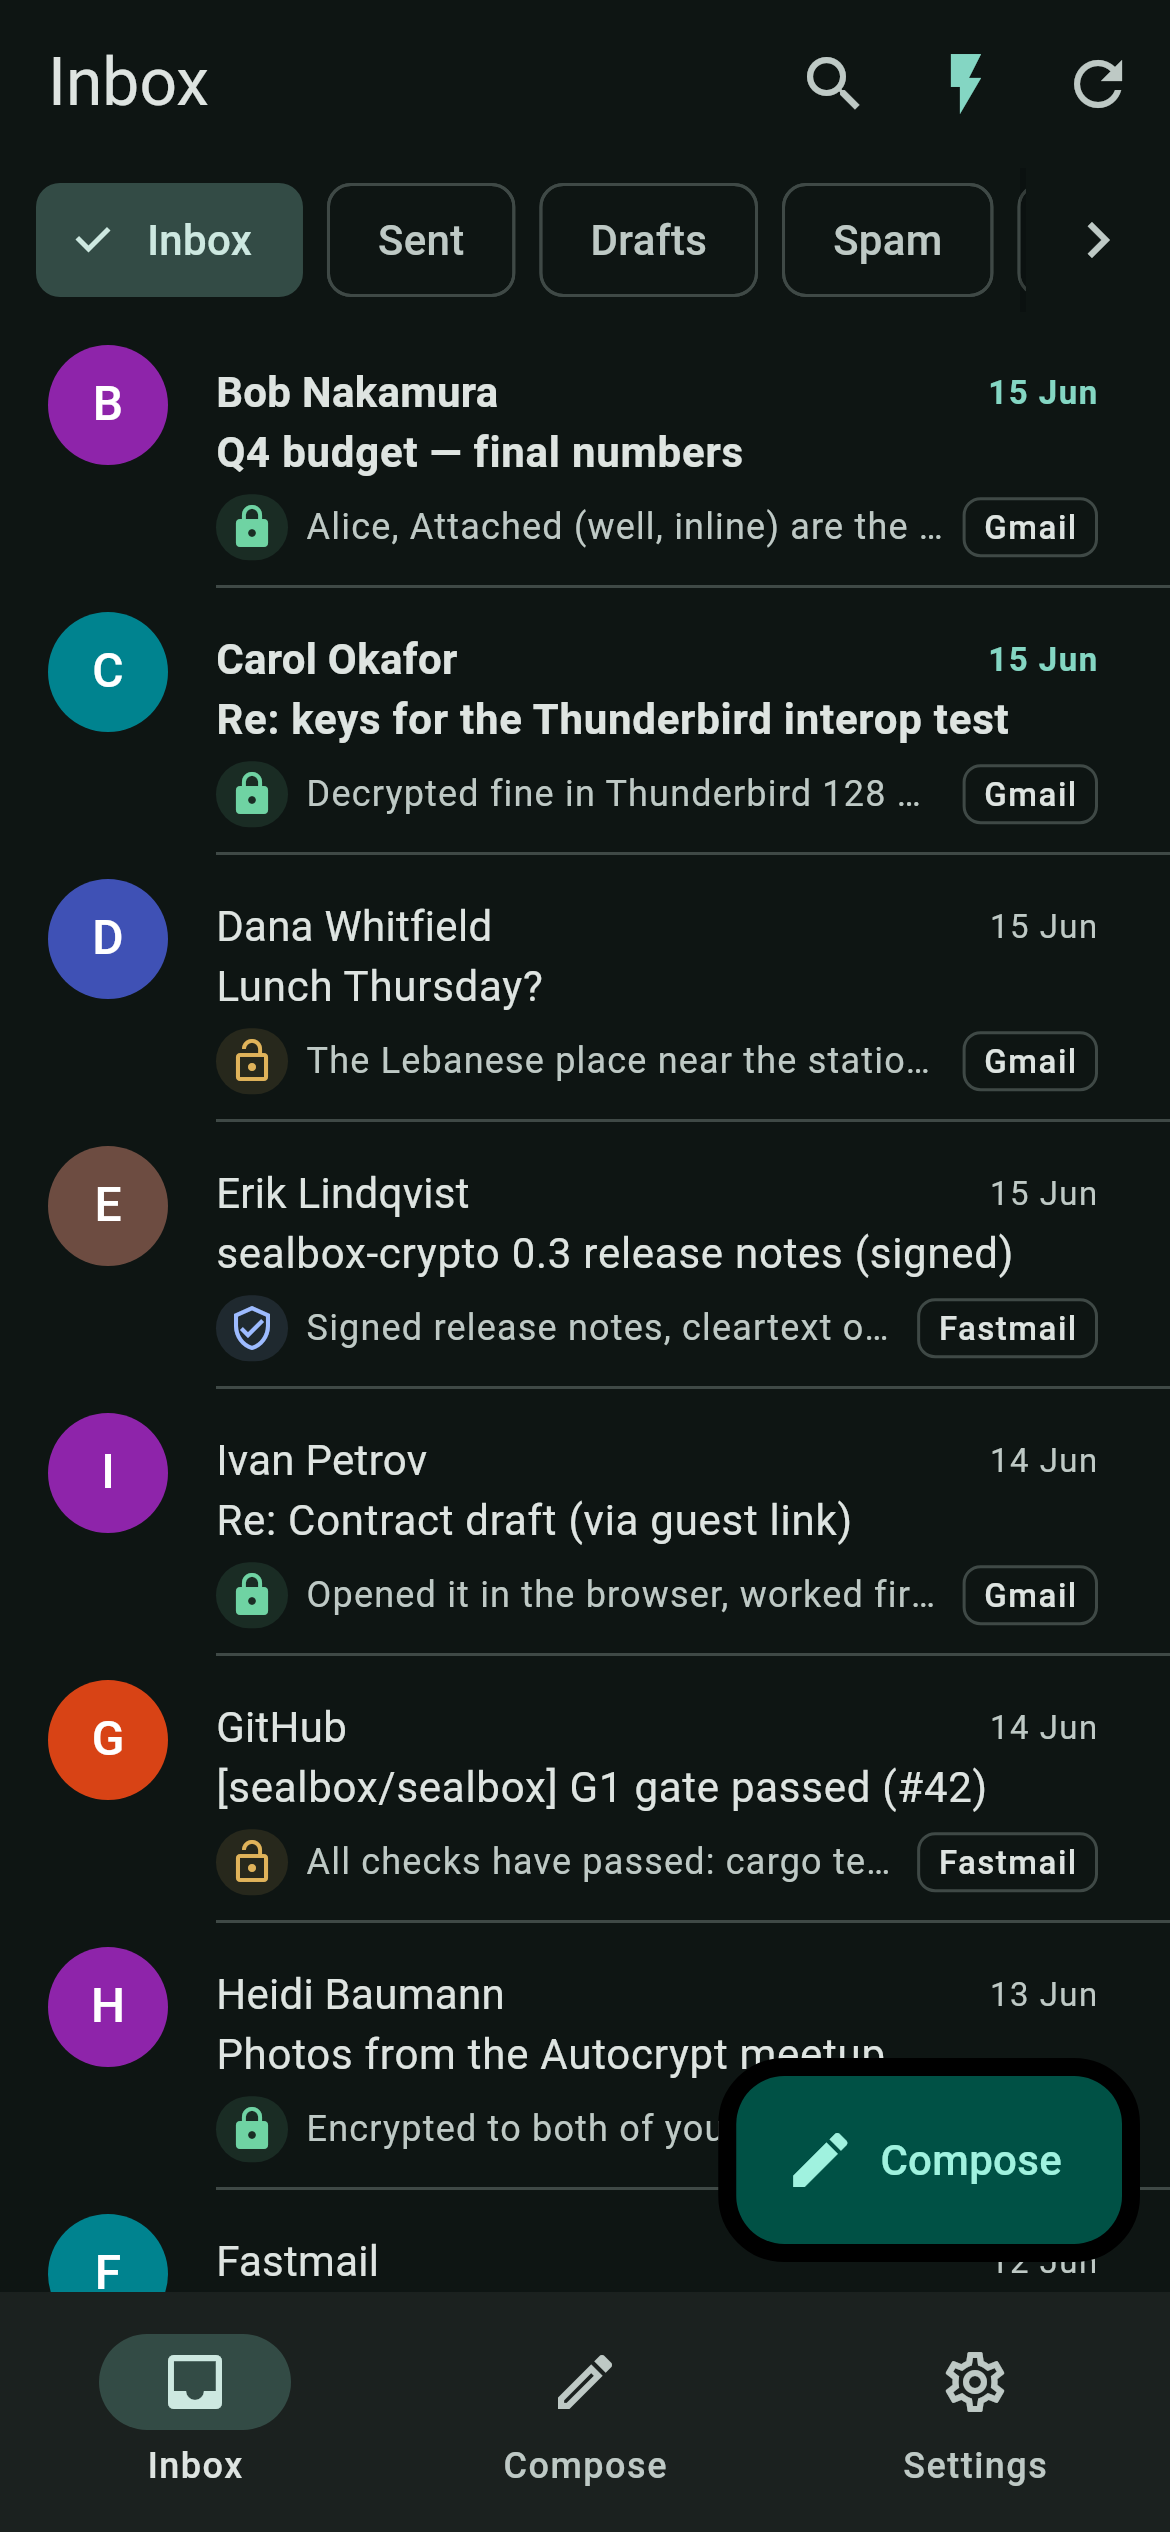 Inbox
Inbox
Sent
Drafts
Spam
B
Bob Nakamura
15 Jun
Q4 budget — final numbers
Alice, Attached (well, inline) are the …
Gmail
C
Carol Okafor
15 Jun
Re: keys for the Thunderbird interop test
Decrypted fine in Thunderbird 128 …
Gmail
D
Dana Whitfield
15 Jun
Lunch Thursday?
The Lebanese place near the statio…
Gmail
E
Erik Lindqvist
15 Jun
sealbox-crypto 0.3 release notes (signed)
Signed release notes, cleartext o…
Fastmail
I
Ivan Petrov
14 Jun
Re: Contract draft (via guest link)
Opened it in the browser, worked fir…
Gmail
G
GitHub
14 Jun
[sealbox/sealbox] G1 gate passed (#42)
All checks have passed: cargo te…
Fastmail
H
Heidi Baumann
13 Jun
Photos from the Autocrypt meetup
Encrypted to both of you
Compose
F
Fastmail
12 Jun
Inbox
Compose
Settings